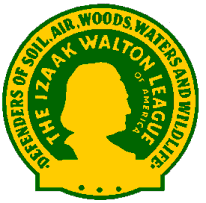 ·DEFENDERS OF SOIL, AIR, WOODS, WATERS AND WILDLIFE·
THE IZAAK WALTON LEAGUE
OF AMERICA